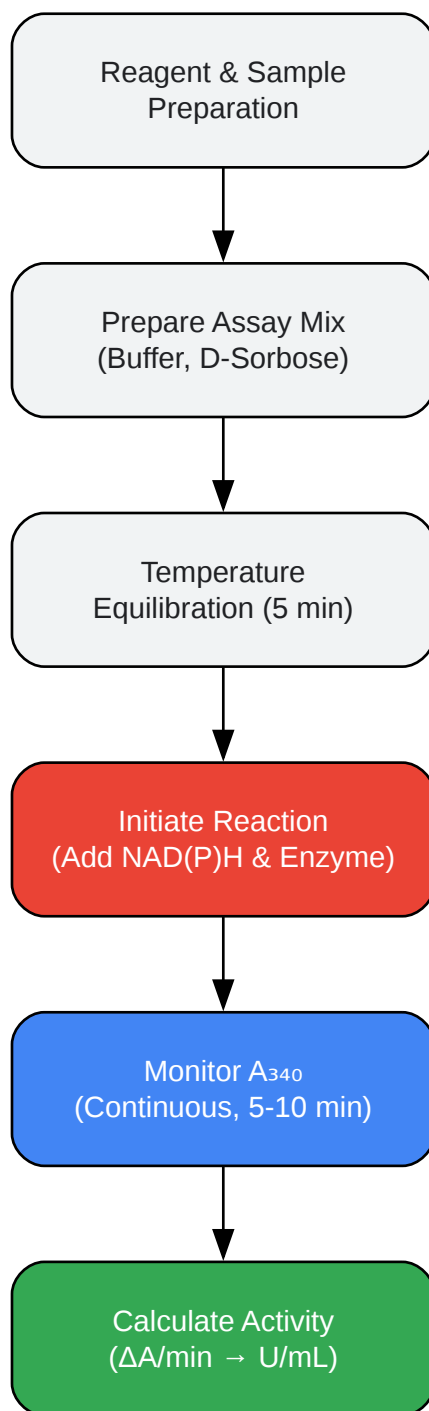 Reagent & Sample
Preparation
Prepare Assay Mix
(Buffer, D-Sorbose)
Temperature
Equilibration (5 min)
Initiate Reaction
(Add NAD(P)H & Enzyme)
Monitor A₃₄₀
(Continuous, 5-10 min)
Calculate Activity
(ΔA/min → U/mL)